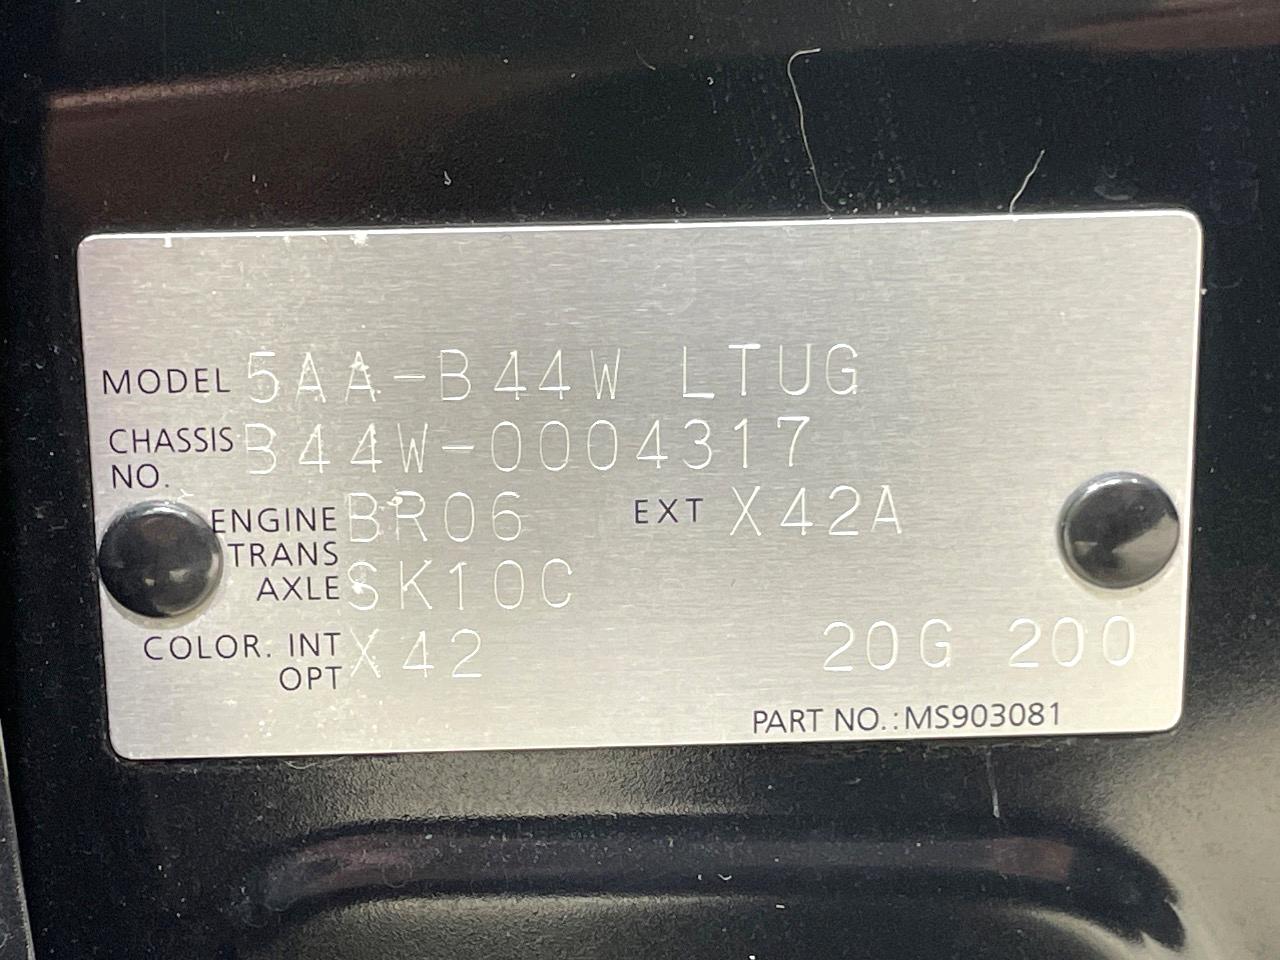 MODEL 5AA-B44W LTUG
CHASSIS NO. B44W-0004317
ENGINE BR06 EXT X42A
TRANS AXLE SK10C
COLOR. INT X42 20G 200
OPT
PART NO.:MS903081